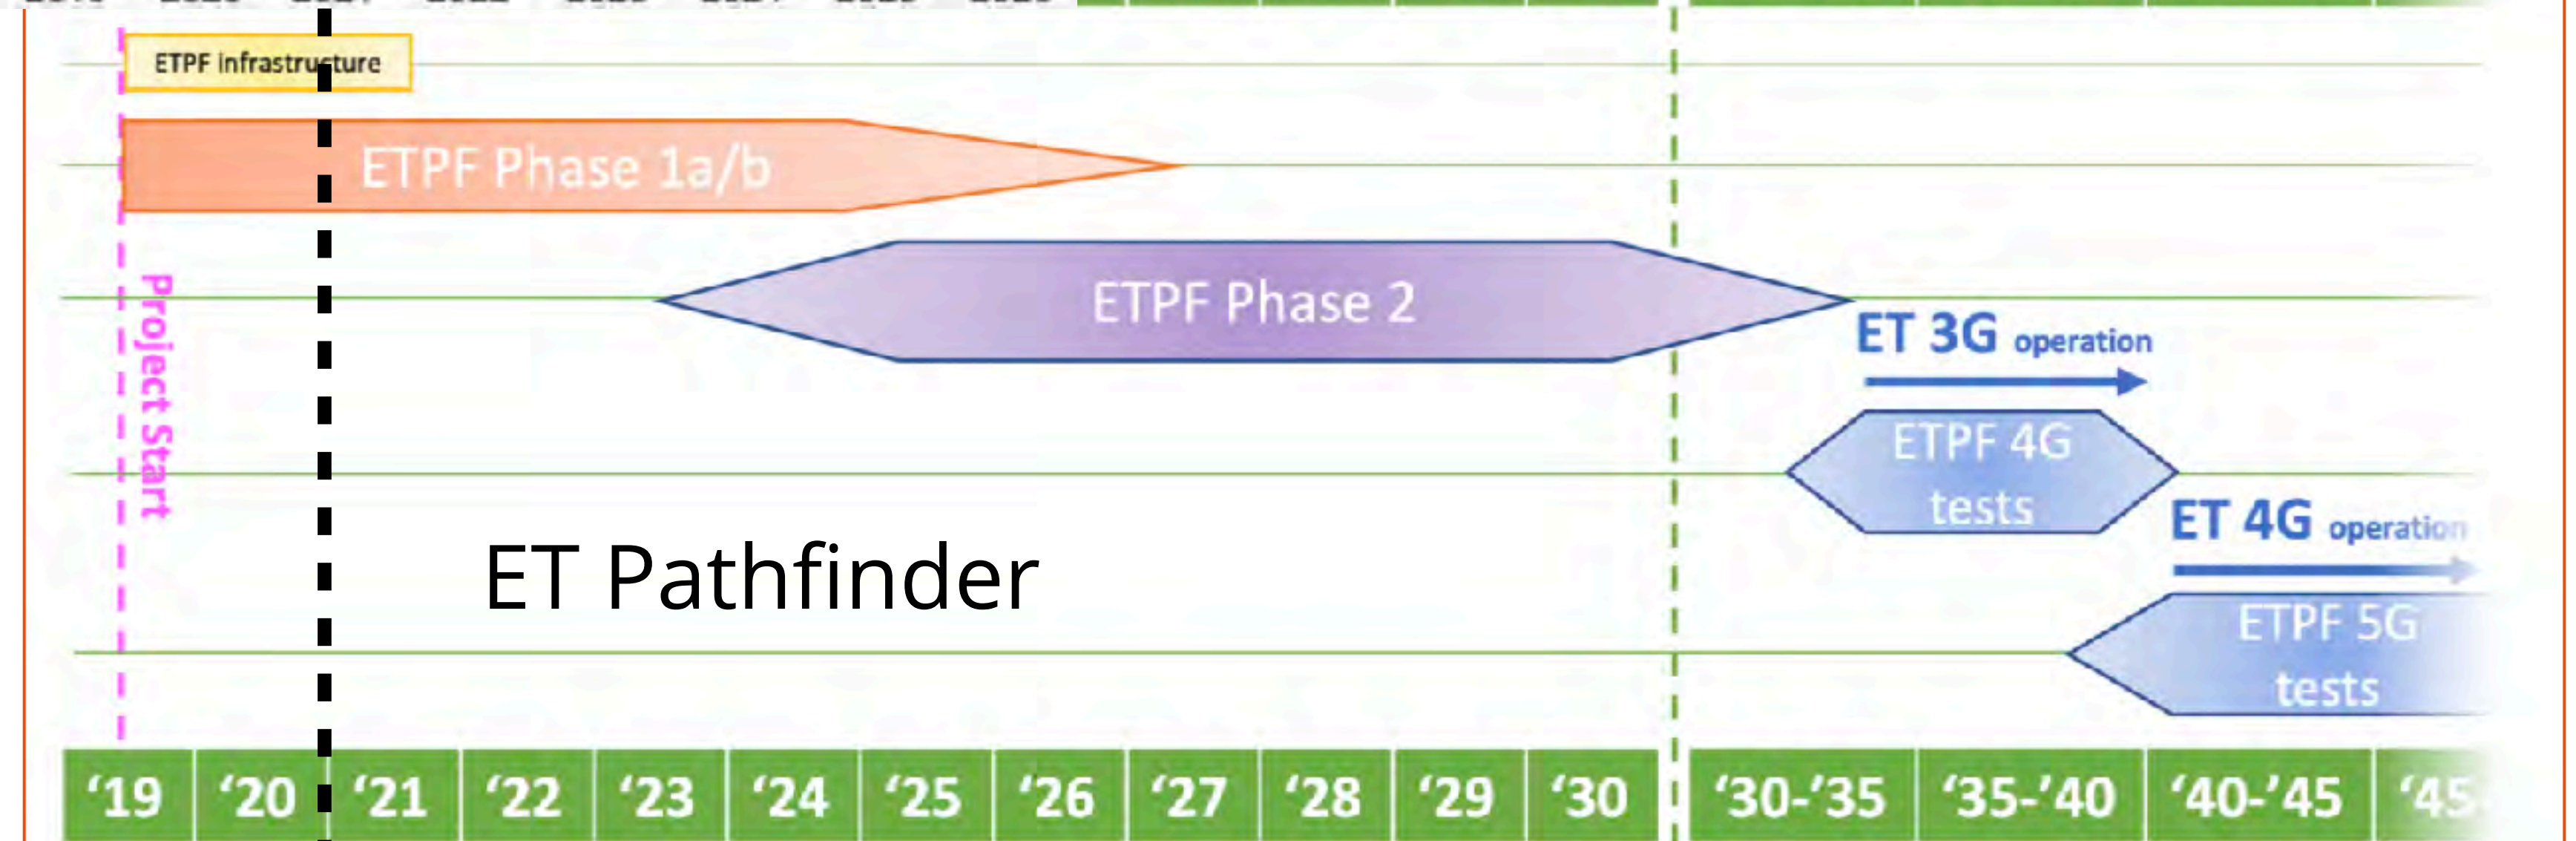 ETPF infrastructure
ETPF Phase 1a/b
Project Start
ETPF Phase 2
ET 3G operation
ETPF 4G
tests
ET 4G operation
ET Pathfinder
ETPF 5G
tests
‘19 ‘20 ‘21 ‘22 ‘23 ‘24 ‘25 ‘26 ‘27 ‘28 ‘29 ‘30 ‘30-’35 ‘35-’40 ‘40-’45 ‘45-